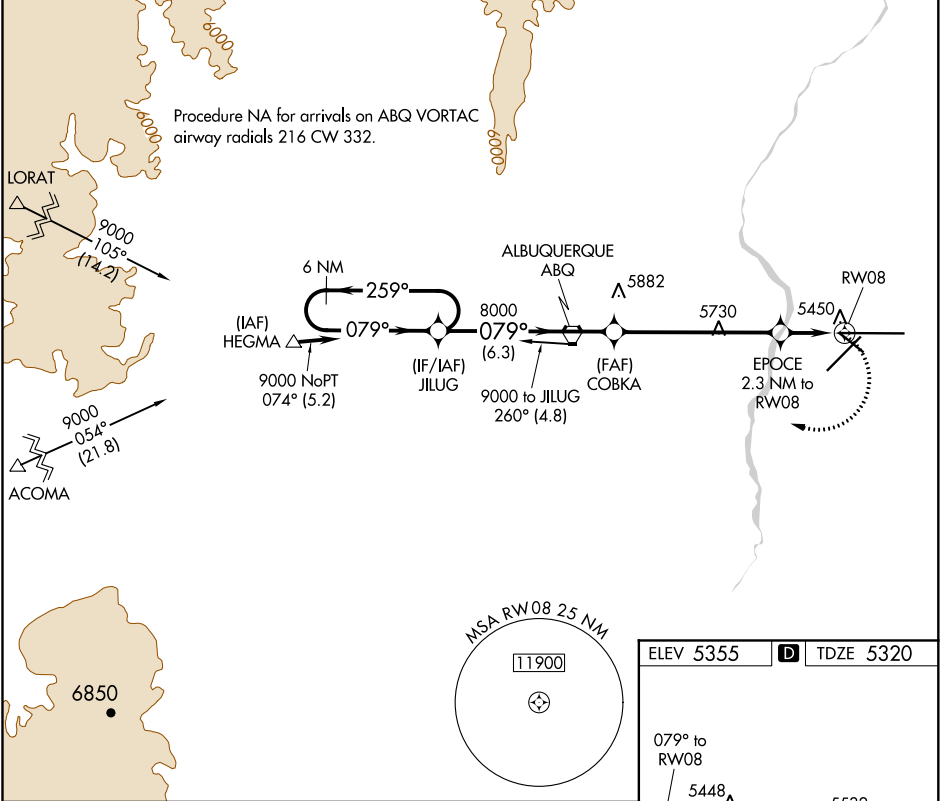 6000
6000
6000
Procedure NA for arrivals on ABQ VORTAC
airway radials 216 CW 332.
LORAT
9000
105°
(14.2)
6 NM
259°
079°
(IAF)
HEGMA
9000 NoPT
074° (5.2)
(IF/IAF)
JILUG
8000
079°
(6.3)
9000 to JILUG
260° (4.8)
ALBUQUERQUE
ABQ
5882
(FAF)
COBKA
5730
5450
RW08
EPOCE
2.3 NM to
RW08
9000
054°
(21.8)
ACOMA
6850
MSA RW08 25 NM
11900
ELEV 5355
D
TDZE 5320
079° to
RW08
5448